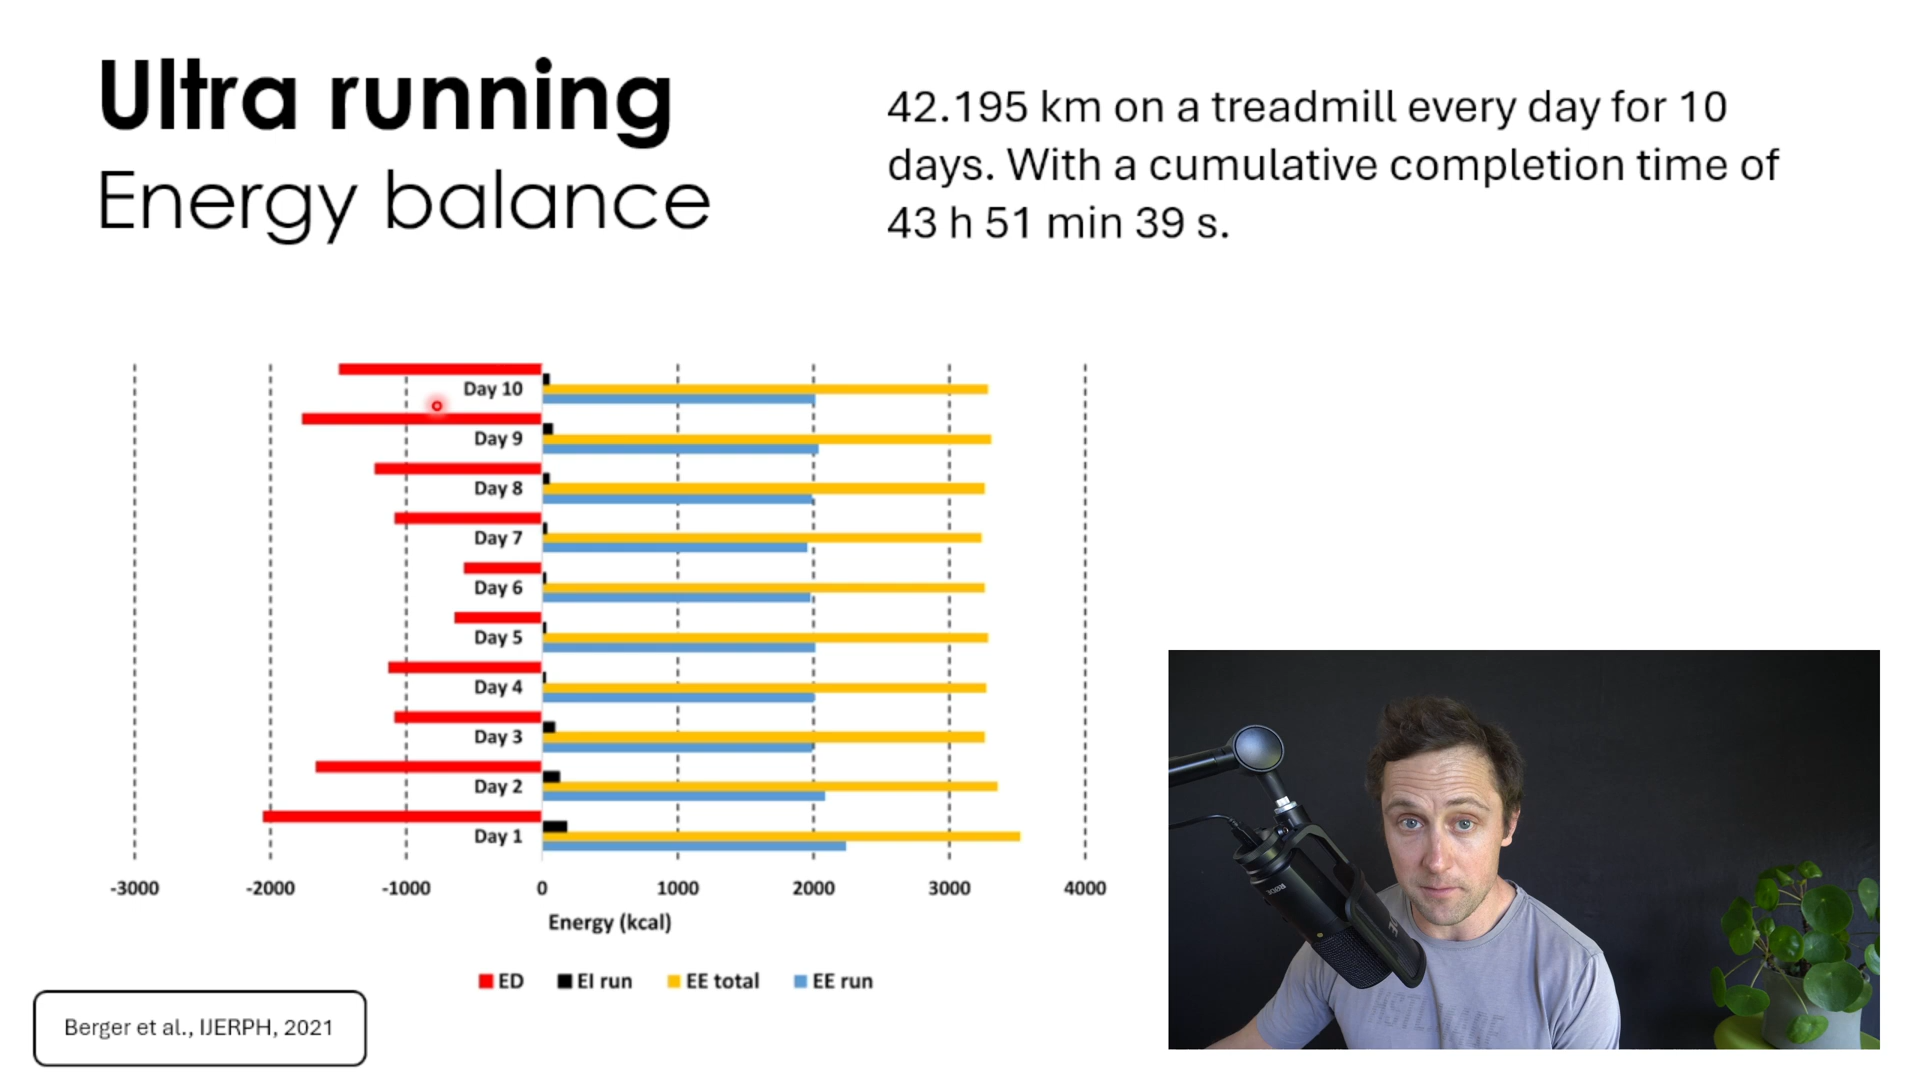 Ultra running
Energy balance
42.195 km on a treadmill every day for 10
days. With a cumulative completion time of
43 h 51 min 39 s.
Day 10
Day 9
Day 8
Day 7
Day 6
Day 5
Day 4
Day 3
Day 2
Day 1
-3000 -2000 -1000 0 1000 2000 3000 4000
Energy (kcal)
ED EI run EE total EE run
Berger et al., IJERPH, 2021
RODE